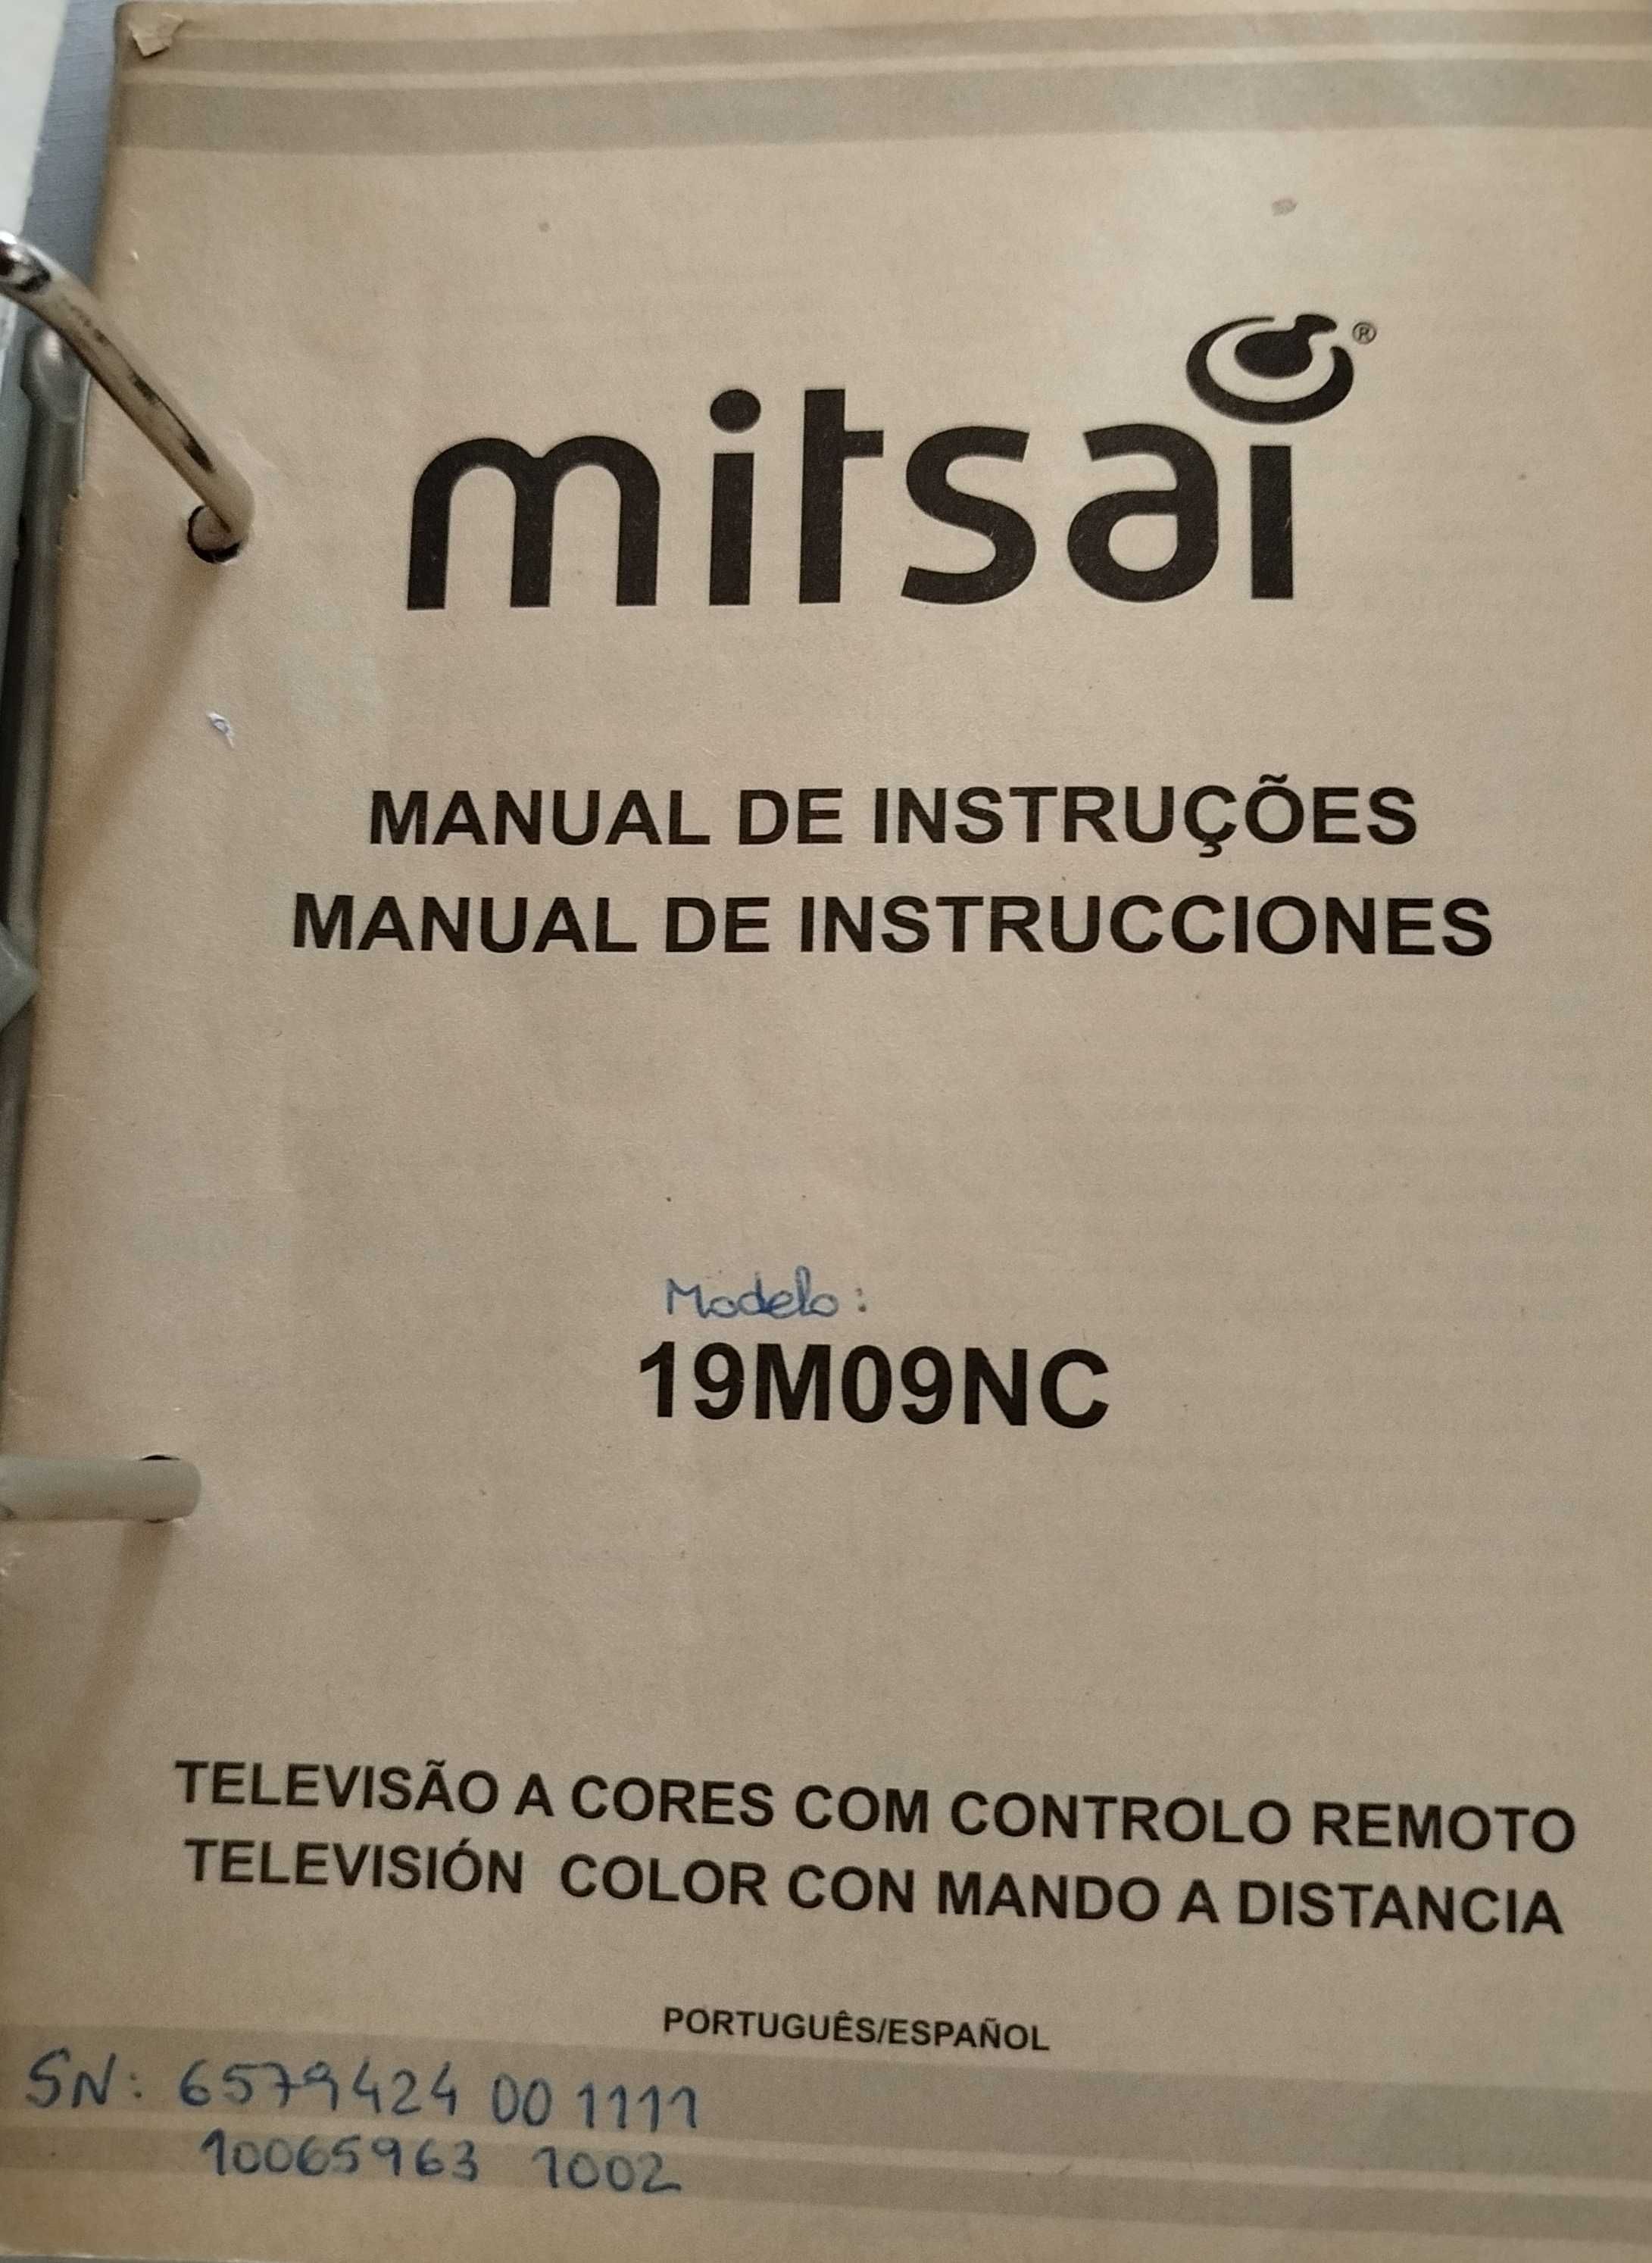 mitsai®
MANUAL DE INSTRUÇÕES
MANUAL DE INSTRUCCIONES
Modelo:
19M09NC
TELEVISÃO A CORES COM CONTROLO REMOTO
TELEVISIÓN COLOR CON MANDO A DISTANCIA
PORTUGUÊS/ESPAÑOL
SN: 6579424 00 1111
10065963 1002